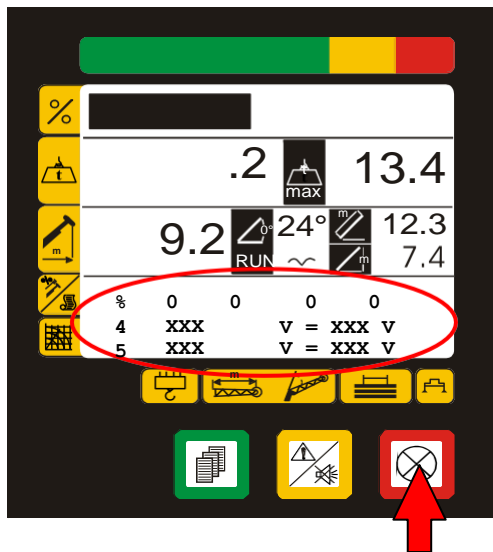 %
t
.2 t max 13.4
m 9.2 0° 24° m 12.3
RUN m 7.4
% 0 0 0 0
4 XXX V = XXX V
5 XXX V = XXX V
m